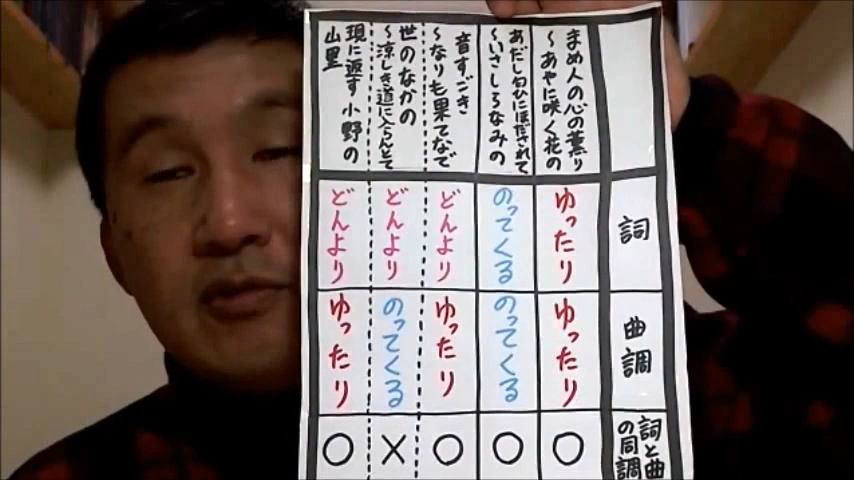 詞
曲調
詞と曲
の同調
まめ人の心の薫り
〜あやに咲く花の
ゆったり
ゆったり
○
あだし匂ひにほだされて
〜いさしらなみの
のってくる
のってくる
○
音すごき
〜なりも果てなで
どんより
ゆったり
○
世のなかの
〜涼しき道に入らんとて
どんより
のってくる
×
現に返す小野の
山里
どんより
ゆったり
○